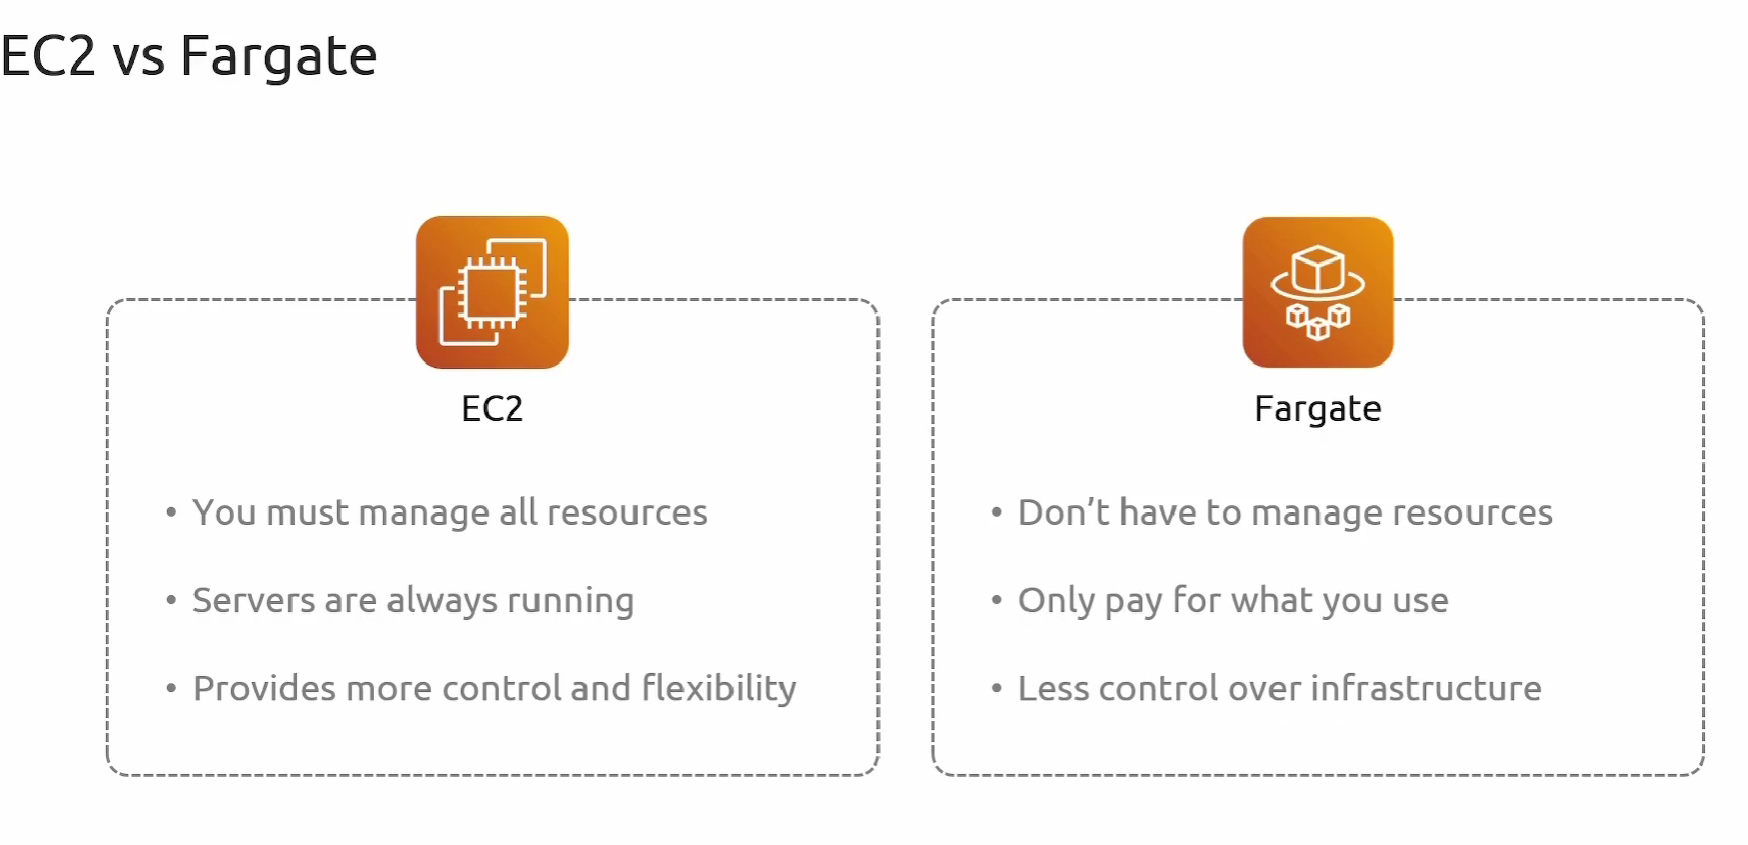 EC2 vs Fargate
EC2
• You must manage all resources
• Servers are always running
• Provides more control and flexibility
Fargate
• Don’t have to manage resources
• Only pay for what you use
• Less control over infrastructure